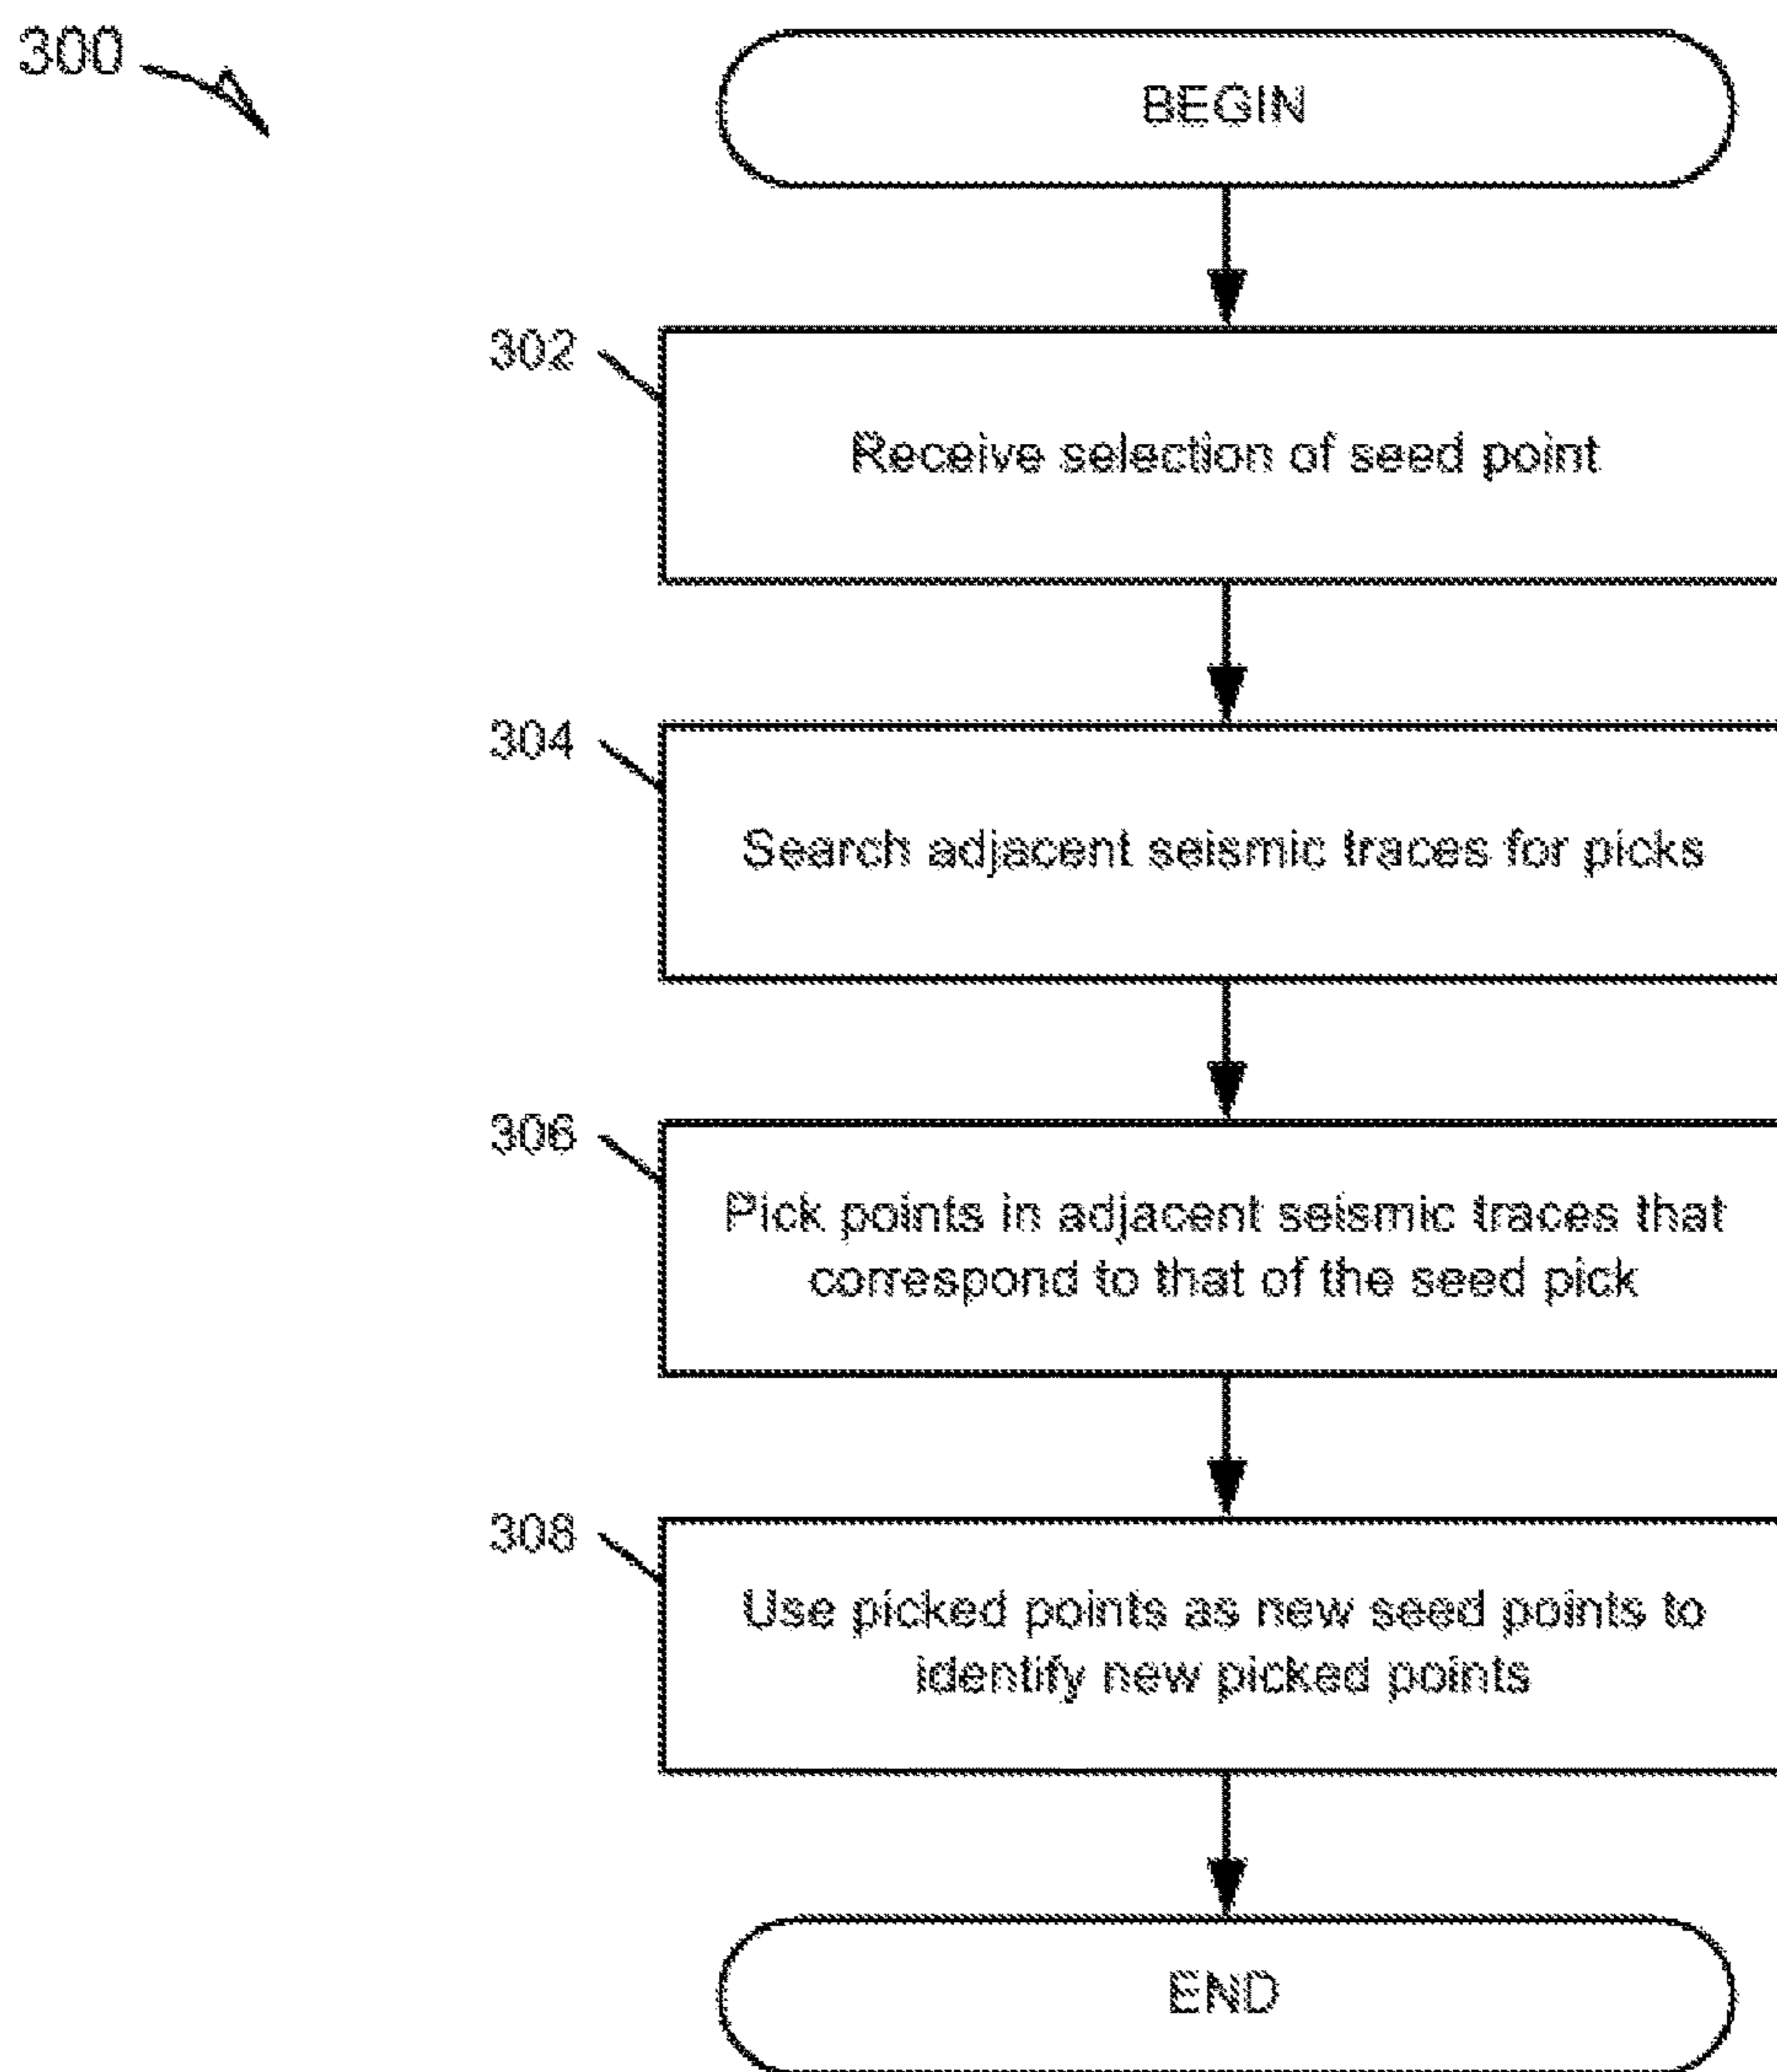 300
BEGIN
302
Receive selection of seed point
304
Search adjacent seismic traces for picks
306
Pick points in adjacent seismic traces that
correspond to that of the seed pick
308
Use picked points as new seed points to
identify new picked points
END